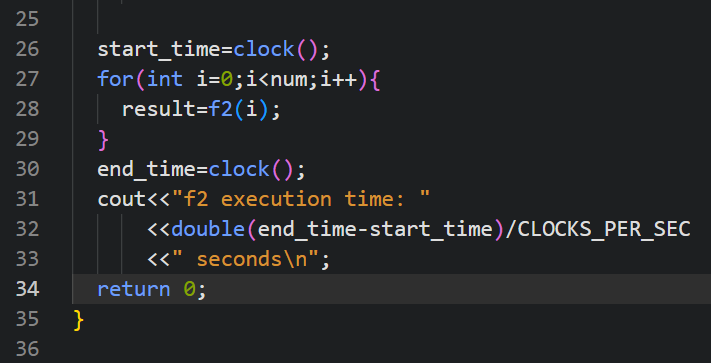 25
26 start_time=clock();
27 for(int i=0;i<num;i++){
28 result=f2(i);
29 }
30 end_time=clock();
31 cout<<"f2 execution time: "
32 <<double(end_time-start_time)/CLOCKS_PER_SEC
33 <<" seconds\n";
34 return 0;
35 }
36